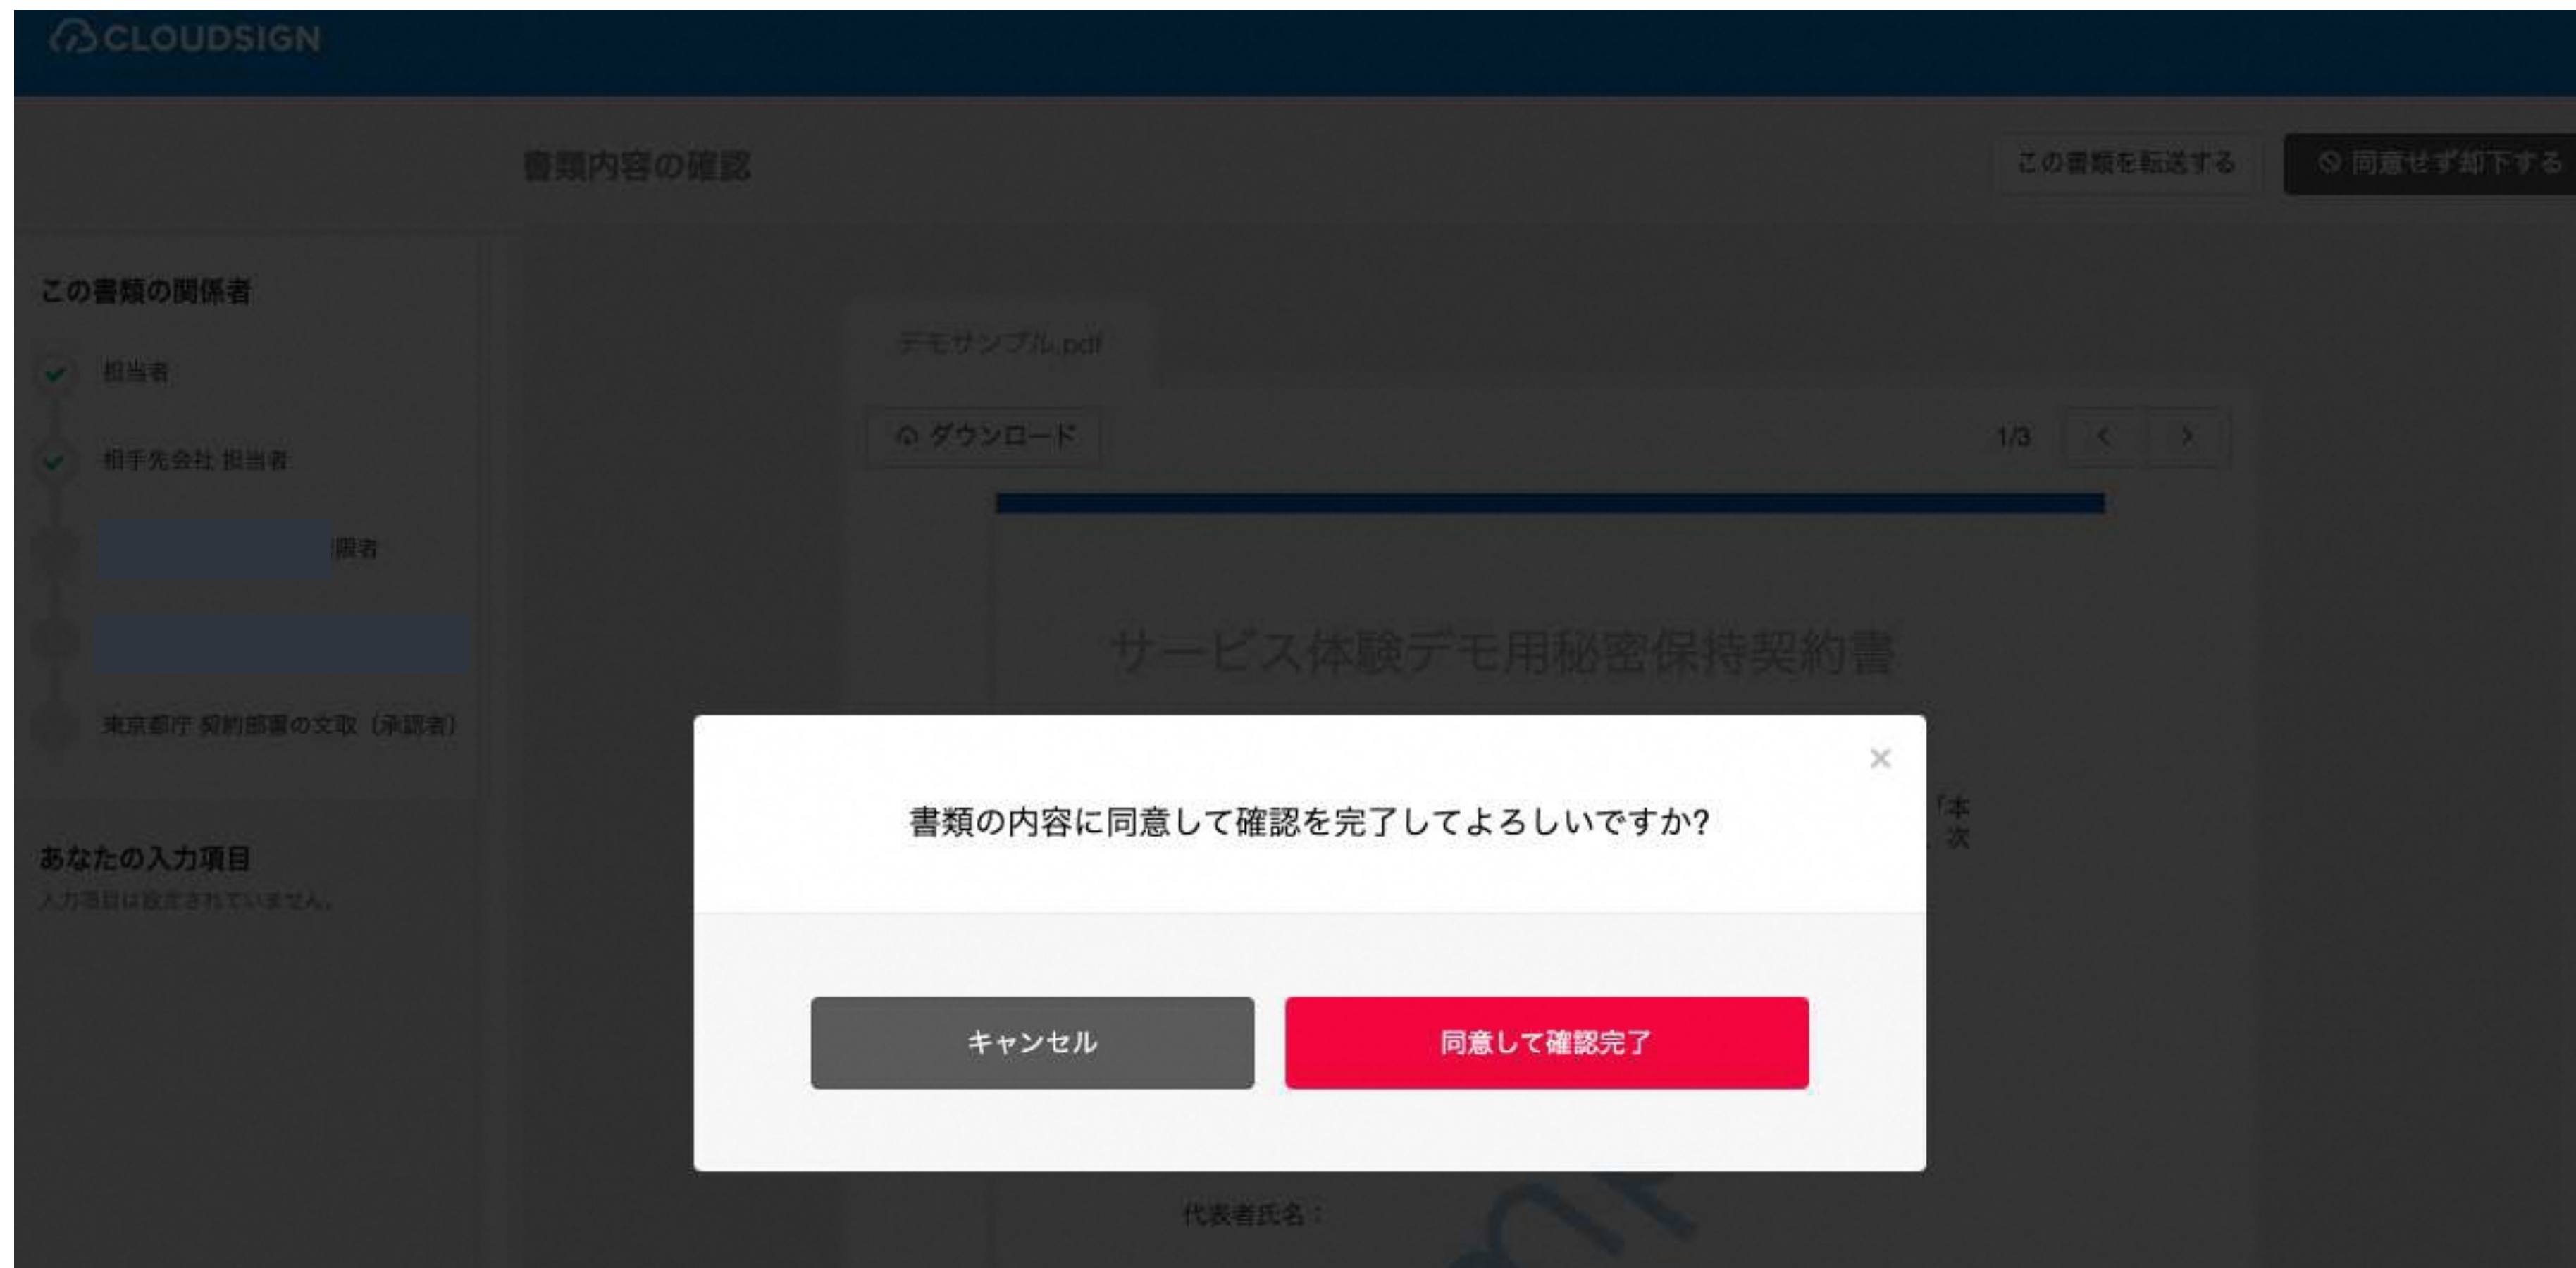 CLOUDSIGN
書類内容の確認
この書類を転送する
同意せず却下する
この書類の関係者
担当者
相手先会社 担当者
限者
東京都庁 契約部署の文取（承認者）
あなたの入力項目
入力項目は設定されていません。
デモサンプル.pdf
ダウンロード
1/3
サービス体験デモ用秘密保持契約書
「本
次
書類の内容に同意して確認を完了してよろしいですか?
キャンセル
同意して確認完了
代表者氏名：